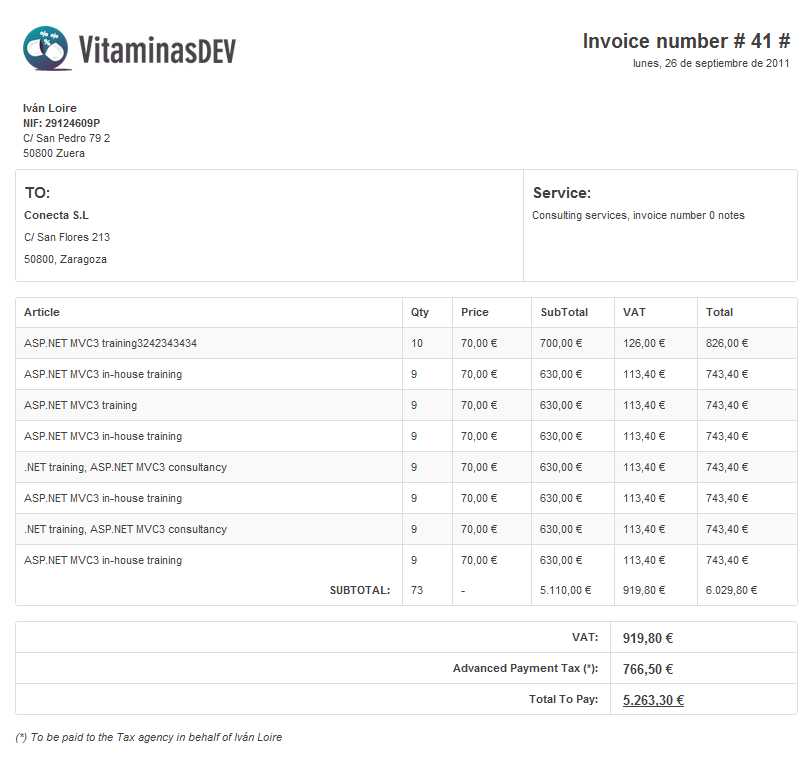 VitaminasDEV
Invoice number # 41 #
lunes, 26 de septiembre de 2011
Iván Loire
NIF: 29124609P
C/ San Pedro 79 2
50800 Zuera
TO:
Conecta S.L
C/ San Flores 213
50800, Zaragoza
Service:
Consulting services, invoice number 0 notes
Article Qty Price SubTotal VAT Total
ASP.NET MVC3 training3242343434 10 70,00 € 700,00 € 126,00 € 826,00 €
ASP.NET MVC3 in-house training 9 70,00 € 630,00 € 113,40 € 743,40 €
ASP.NET MVC3 training 9 70,00 € 630,00 € 113,40 € 743,40 €
ASP.NET MVC3 in-house training 9 70,00 € 630,00 € 113,40 € 743,40 €
.NET training, ASP.NET MVC3 consultancy 9 70,00 € 630,00 € 113,40 € 743,40 €
ASP.NET MVC3 in-house training 9 70,00 € 630,00 € 113,40 € 743,40 €
.NET training, ASP.NET MVC3 consultancy 9 70,00 € 630,00 € 113,40 € 743,40 €
ASP.NET MVC3 in-house training 9 70,00 € 630,00 € 113,40 € 743,40 €
SUBTOTAL: 73 - 5.110,00 € 919,80 € 6.029,80 €
VAT: 919,80 €
Advanced Payment Tax (*): 766,50 €
Total To Pay: 5.263,30 €
(*) To be paid to the Tax agency in behalf of Iván Loire